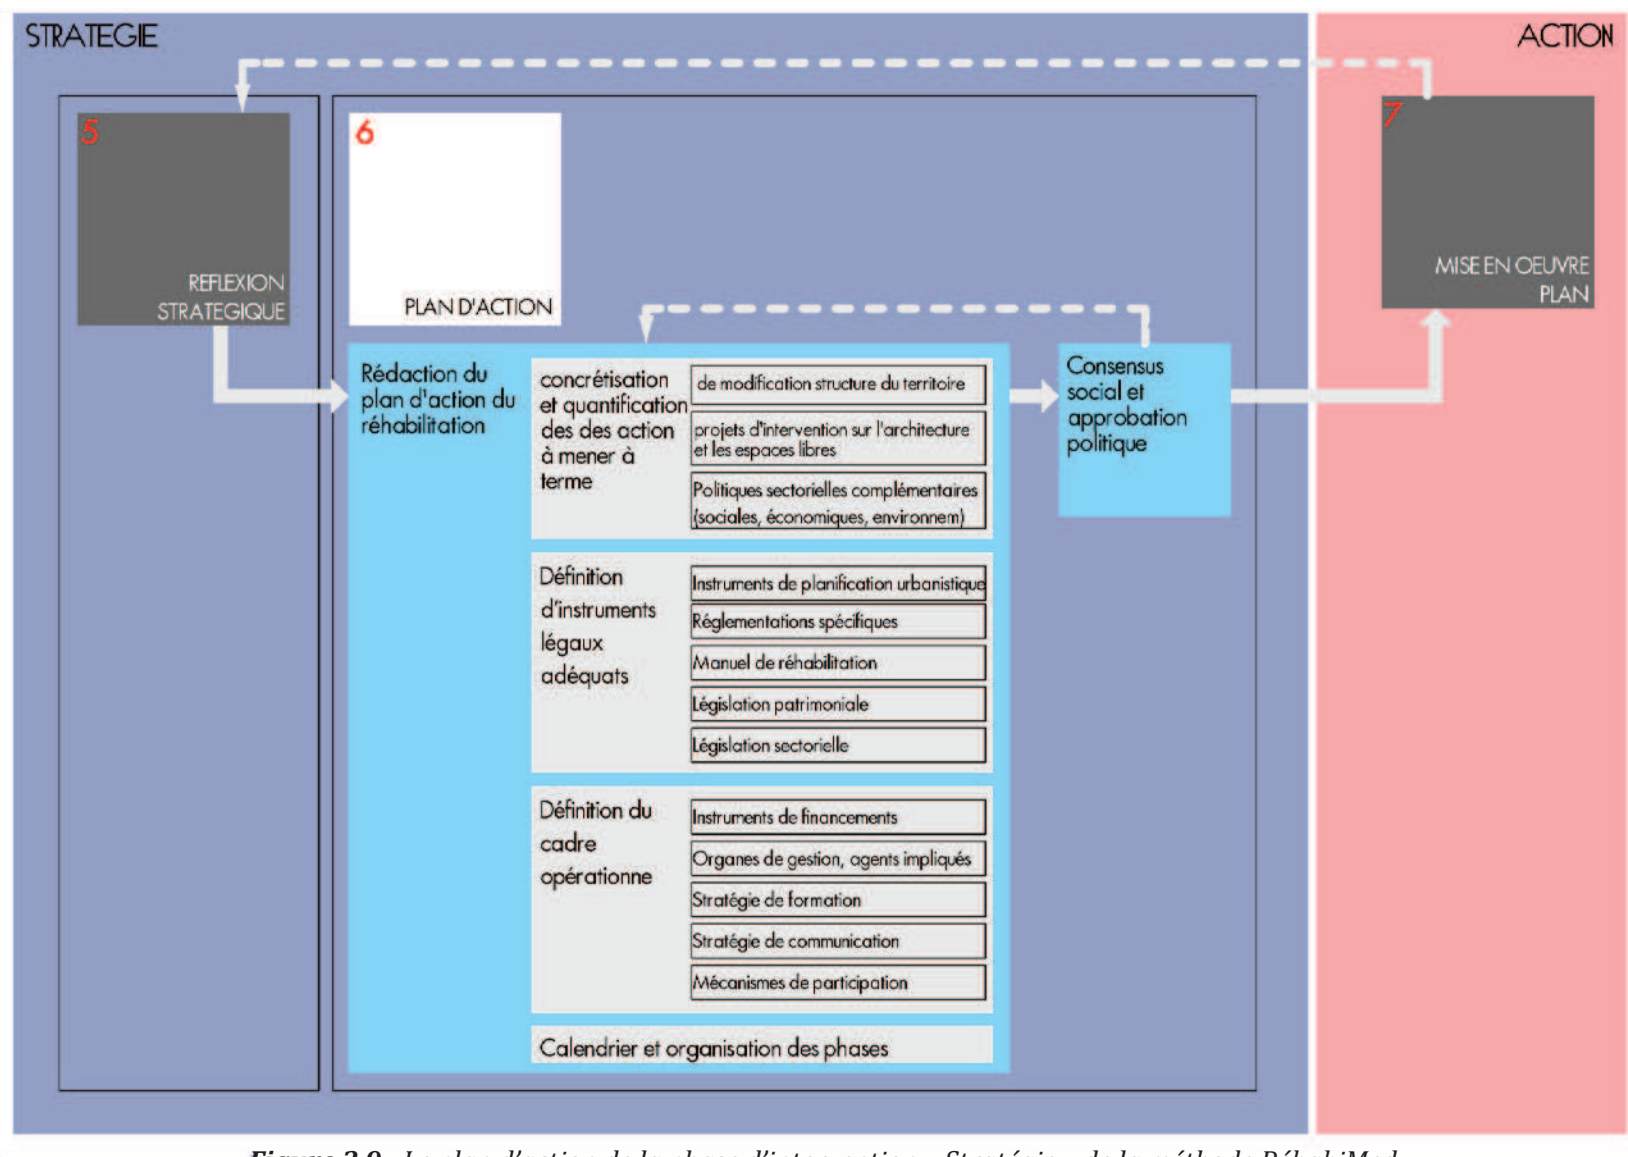 STRATEGIE
ACTION
5
REFLEXION
STRATEGIQUE
6
PLAN D'ACTION
7
MISE EN OEUVRE
PLAN
Rédaction du
plan d'action du
réhabilitation
concrétisation
et quantification
des des action
à mener à
terme
de modification structure du territoire
projets d'intervention sur l'architecture
et les espaces libres
Politiques sectorielles complémentaires
(sociales, économiques, environnem)
Consensus
social et
approbation
politique
Définition
d'instruments
légaux
adéquats
Instruments de planification urbanistique
Réglementations spécifiques
Manuel de réhabilitation
Législation patrimoniale
Législation sectorielle
Définition du
cadre
opérationne
Instruments de financements
Organes de gestion, agents impliqués
Stratégie de formation
Stratégie de communication
Mécanismes de participation
Calendrier et organisation des phases